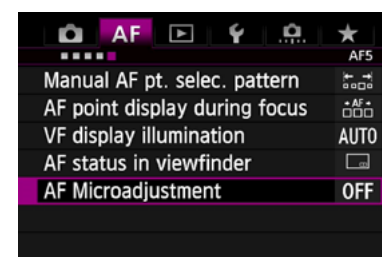 AF
AF5
Manual AF pt. selec. pattern
AF point display during focus AF
VF display illumination AUTO
AF status in viewfinder
AF Microadjustment OFF